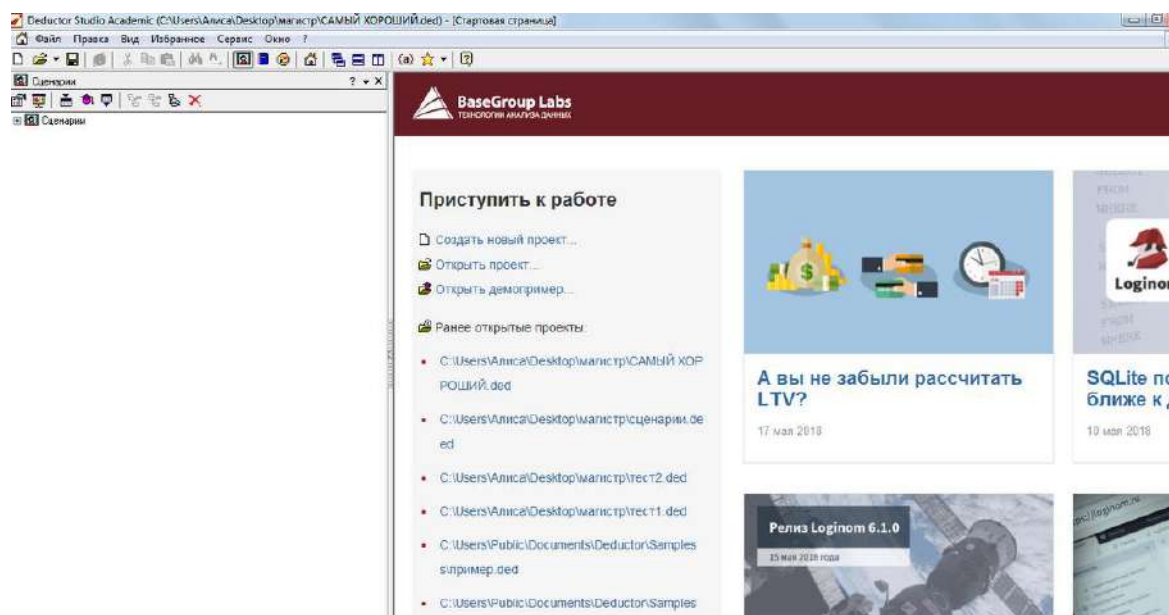 Deductor Studio Academic (C:\Users\Алиса\Desktop\магистр\САМЫЙ ХОРОШИЙ.ded) - [Стартовая страница]
Файл Правка Вид Избранное Сервис Окно ?
Сценарии
Сценарии
BaseGroup Labs
ТЕХНОЛОГИИ АНАЛИЗА ДАННЫХ
Приступить к работе
Создать новый проект...
Открыть проект...
Открыть демопример...
Ранее открытые проекты:
C:\Users\Алиса\Desktop\магистр\САМЫЙ ХОР
РОШИЙ.ded
C:\Users\Алиса\Desktop\магистр\сценарии.de
ed
C:\Users\Алиса\Desktop\магистр\тест2.ded
C:\Users\Алиса\Desktop\магистр\тест1.ded
C:\Users\Public\Documents\Deductor\Samples
s\пример.ded
C:\Users\Public\Documents\Deductor\Samples
А вы не забыли рассчитать
LTV?
17 мая 2018
Loginom
SQLite по
ближе к
10 мая 2018
Релиз Loginom 6.1.0
15 мая 2018 года